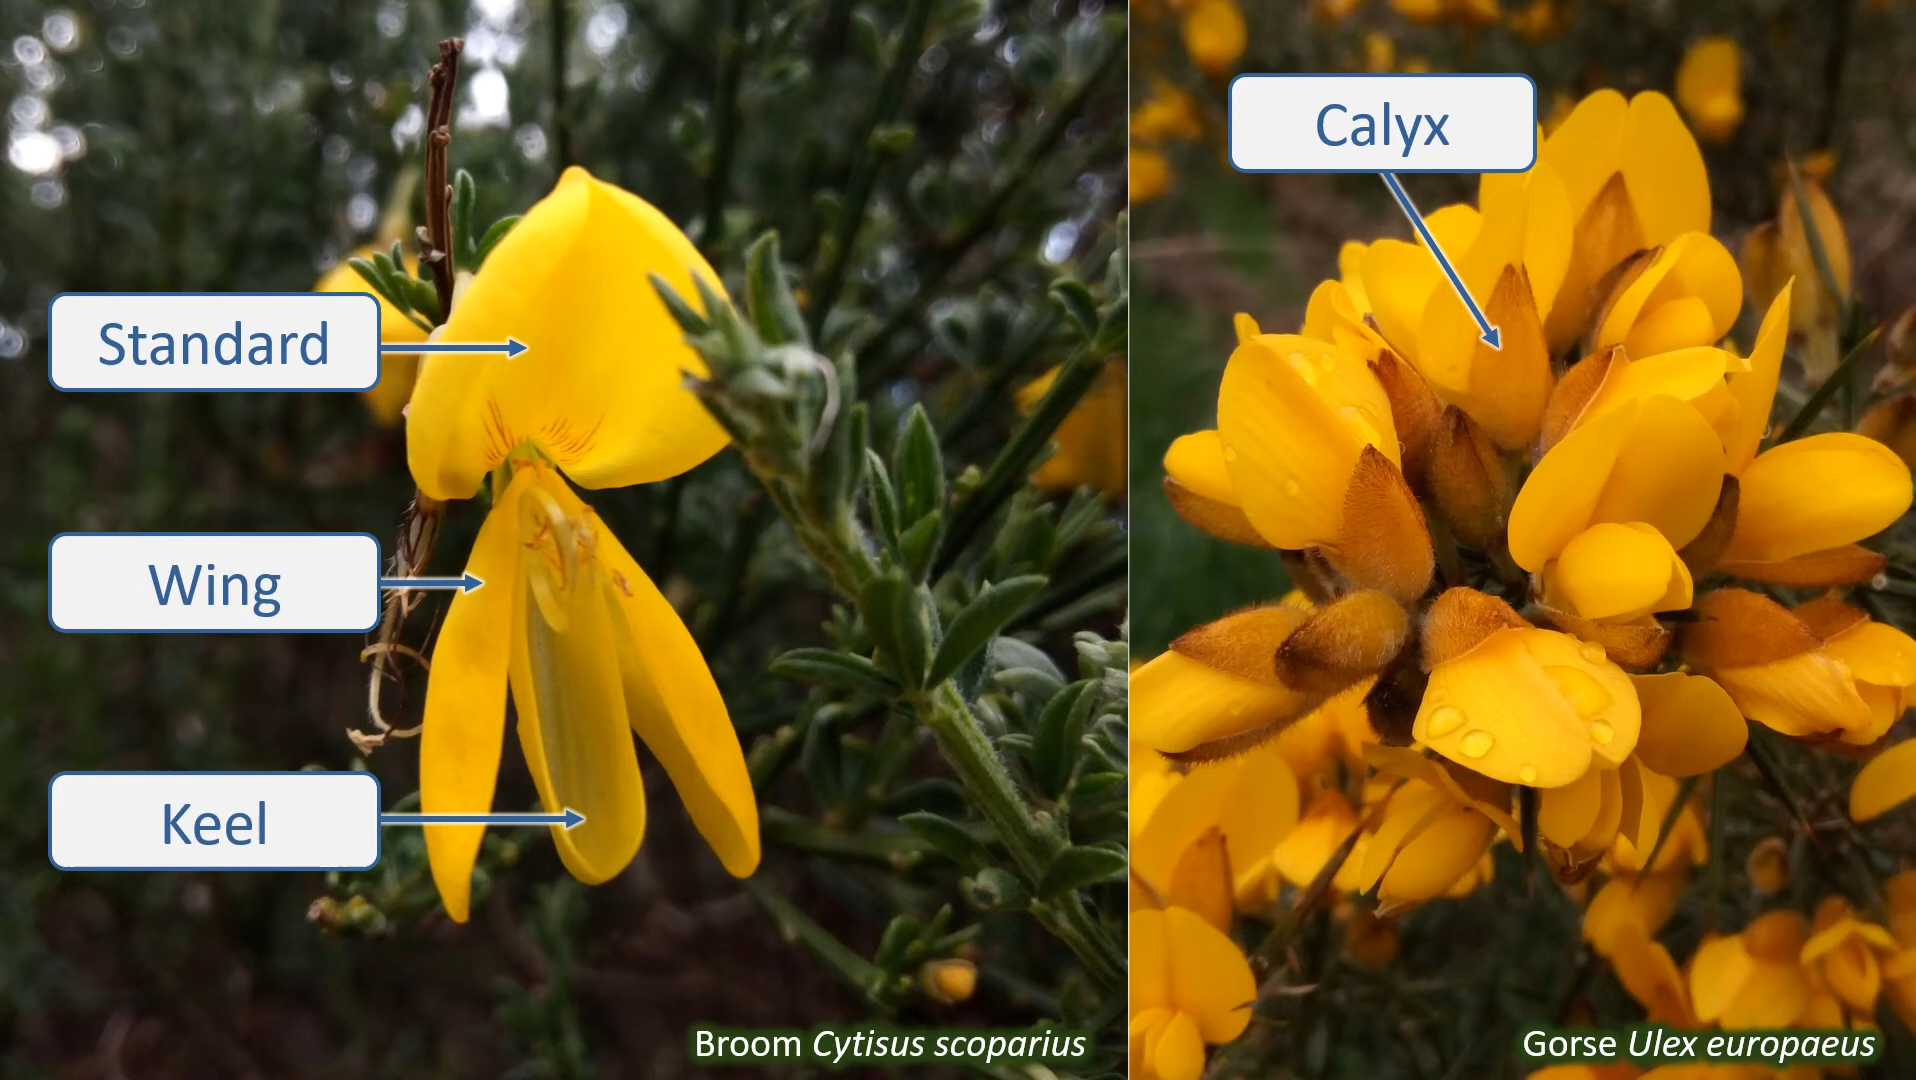 Standard
Wing
Keel
Broom Cytisus scoparius
Calyx
Gorse Ulex europaeus